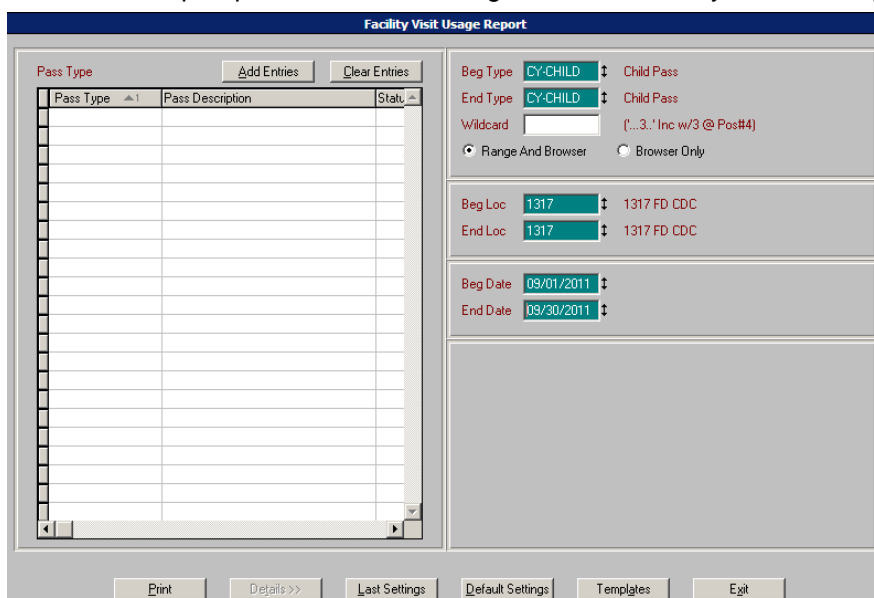 Facility Visit Usage Report
Pass Type Add Entries Clear Entries
Pass Type 1 Pass Description Statu
Beg Type CY-CHILD Child Pass
End Type CY-CHILD Child Pass
Wildcard ('...3..' Inc w/3 @ Pos#4)
Range And Browser Browser Only
Beg Loc 1317 1317 FD CDC
End Loc 1317 1317 FD CDC
Beg Date 09/01/2011
End Date 09/30/2011
Print Details >> Last Settings Default Settings Templates Exit